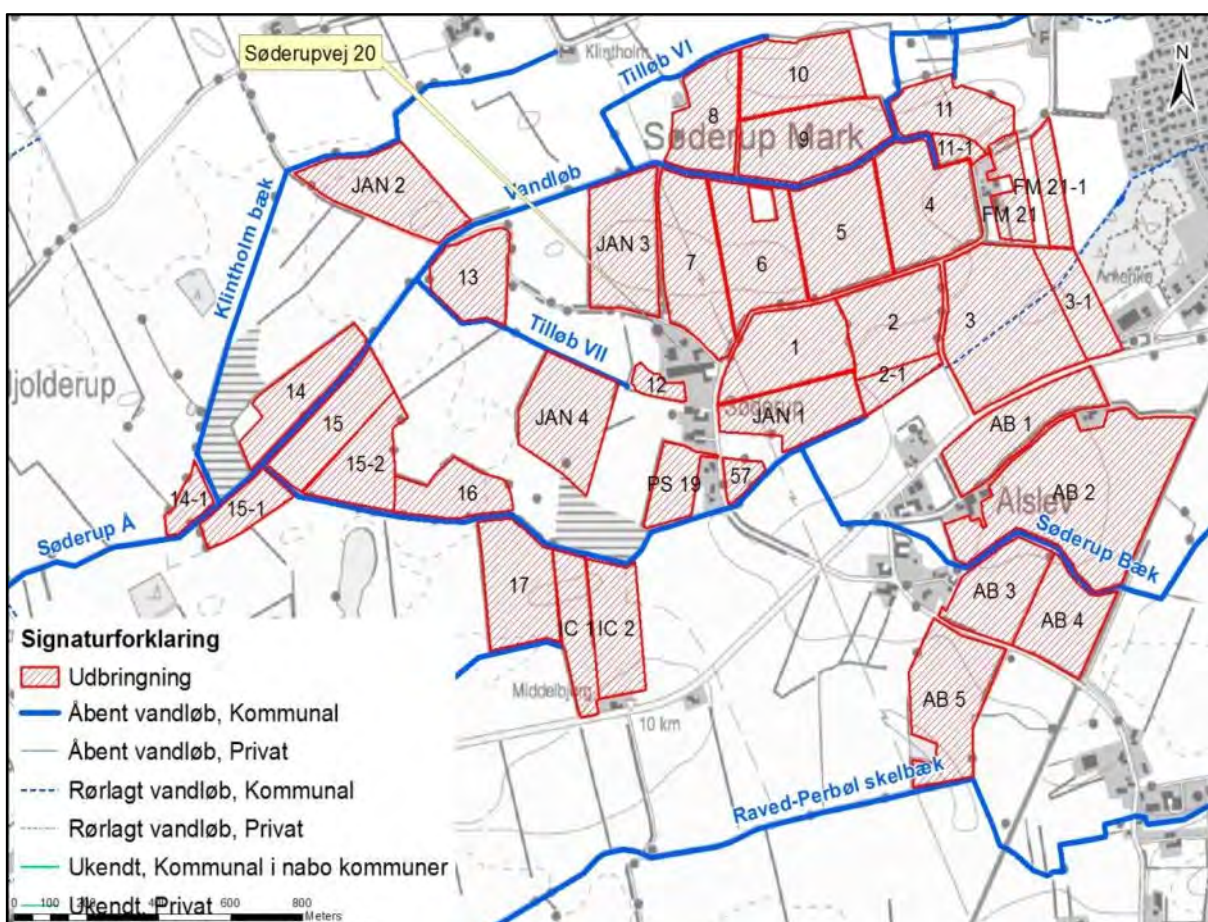 Søderupvej 20
Klintholm
Tilløb VI
N
10
8
11
9
Søderup Mark
11-1
JAN 2
Vandløb
FM 21-1
FM 21
4
JAN 3
5
7
6
Klintholm bæk
13
2
3
3-1
Tilløb VII
1
jolderup
14
12
2-1
Søderup
JAN 1
JAN 4
AB 1
15
15-2
PS 19
57
AB 2
16
Alslev
14-1
15-1
Søderup Å
Søderup Bæk
17
IC 1
IC 2
AB 3
AB 4
Signaturforklaring
Udbringning
Middelbjerg
AB 5
Åbent vandløb, Kommunal
10 km
Åbent vandløb, Privat
Rørlagt vandløb, Kommunal
Raved-Perbøl skelbæk
Rørlagt vandløb, Privat
Ukendt, Kommunal i nabo kommuner
Ukendt, Privat
0 100 200 400 600 800
Meters